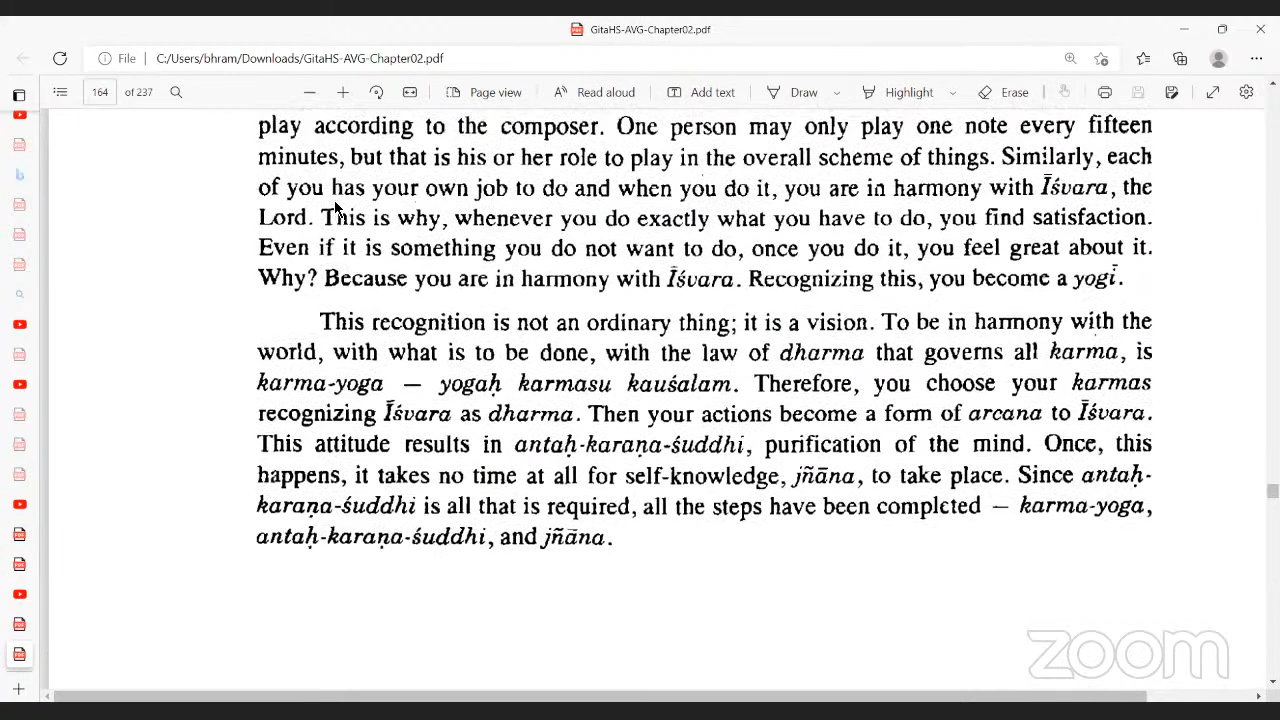 GitaHS-AVG-Chapter02.pdf
File | C:/Users/bhram/Downloads/GitaHS-AVG-Chapter02.pdf
164 of 237 Page view Read aloud Add text Draw Highlight Erase
play according to the composer. One person may only play one note every fifteen
minutes, but that is his or her role to play in the overall scheme of things. Similarly, each
of you has your own job to do and when you do it, you are in harmony with Īśvara, the
Lord. This is why, whenever you do exactly what you have to do, you find satisfaction.
Even if it is something you do not want to do, once you do it, you feel great about it.
Why? Because you are in harmony with Īśvara. Recognizing this, you become a yogī.
This recognition is not an ordinary thing; it is a vision. To be in harmony with the
world, with what is to be done, with the law of dharma that governs all karma, is
karma-yoga – yogaḥ karmasu kauśalam. Therefore, you choose your karmas
recognizing Īśvara as dharma. Then your actions become a form of arcana to Īśvara.
This attitude results in antaḥ-karaṇa-śuddhi, purification of the mind. Once, this
happens, it takes no time at all for self-knowledge, jñāna, to take place. Since antaḥ-
karaṇa-śuddhi is all that is required, all the steps have been completed – karma-yoga,
antaḥ-karaṇa-śuddhi, and jñāna.
zoom